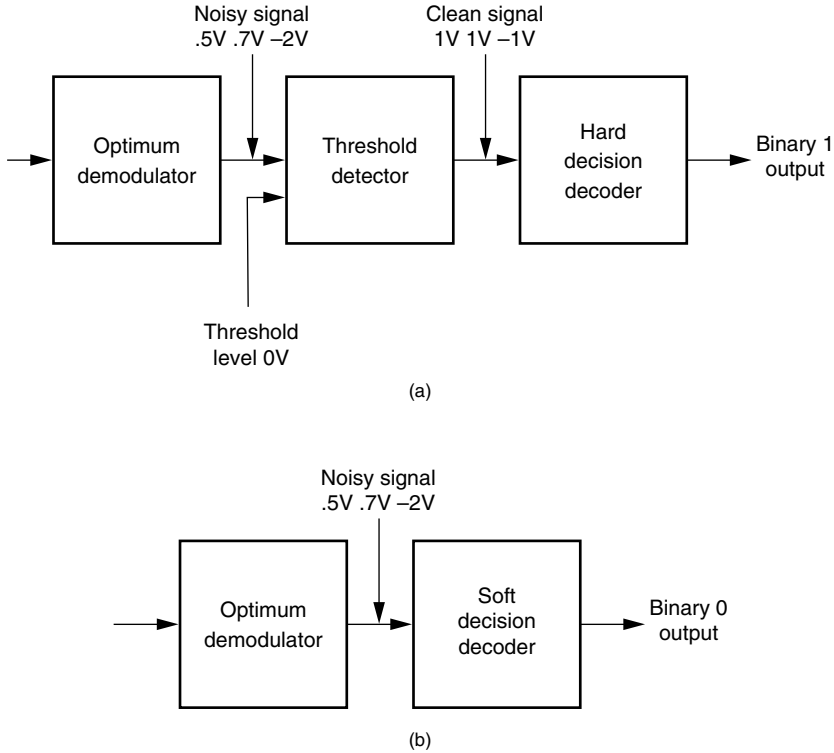 Noisy signal
.5V .7V –2V
Clean signal
1V 1V –1V
Optimum
demodulator
Threshold
detector
Hard
decision
decoder
Binary 1
output
Threshold
level 0V
(a)
Noisy signal
.5V .7V –2V
Optimum
demodulator
Soft
decision
decoder
Binary 0
output
(b)